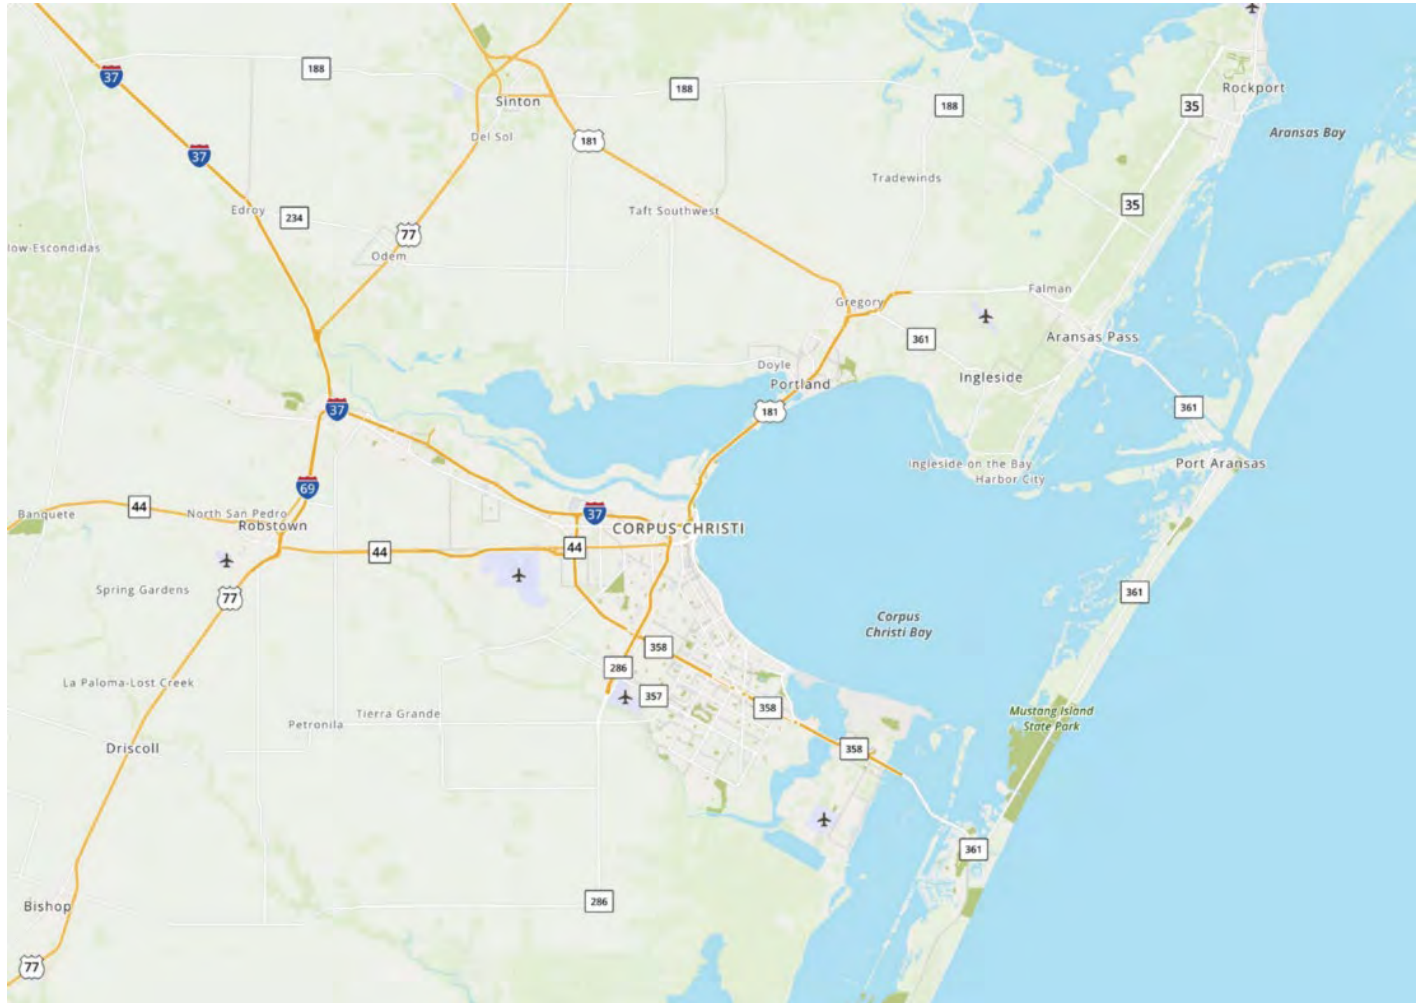 37
188
Sinton
188
188
Rockport
35
Aransas Bay
Del Sol
181
37
Tradewinds
Edroy
234
Taft Southwest
35
77
Odem
Gregory
Falman
361
Aransas Pass
Doyle
Portland
Ingleside
37
181
361
Ingleside on the Bay
Harbor City
Port Aransas
69
Banquete
44
North San Pedro
Robstown
37
CORPUS CHRISTI
44
44
Spring Gardens
77
361
Corpus
Christi Bay
358
286
357
358
La Paloma-Lost Creek
Petronila
Tierra Grande
Mustang Island
State Park
Driscoll
358
361
Bishop
286
77